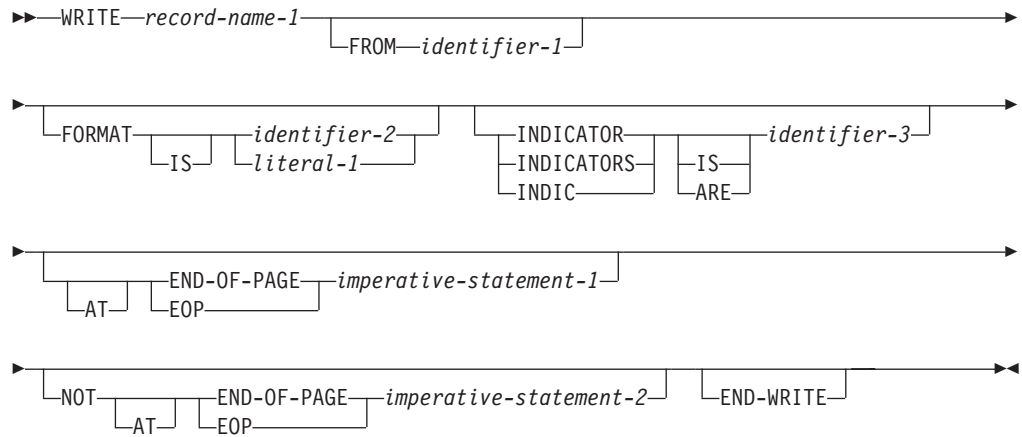 WRITE record-name-1
FROM identifier-1
FORMAT identifier-2 INDICATOR identifier-3
IS literal-1 INDICATORS IS
INDIC ARE
END-OF-PAGE imperative-statement-1
AT EOP
NOT END-OF-PAGE imperative-statement-2 END-WRITE
AT EOP